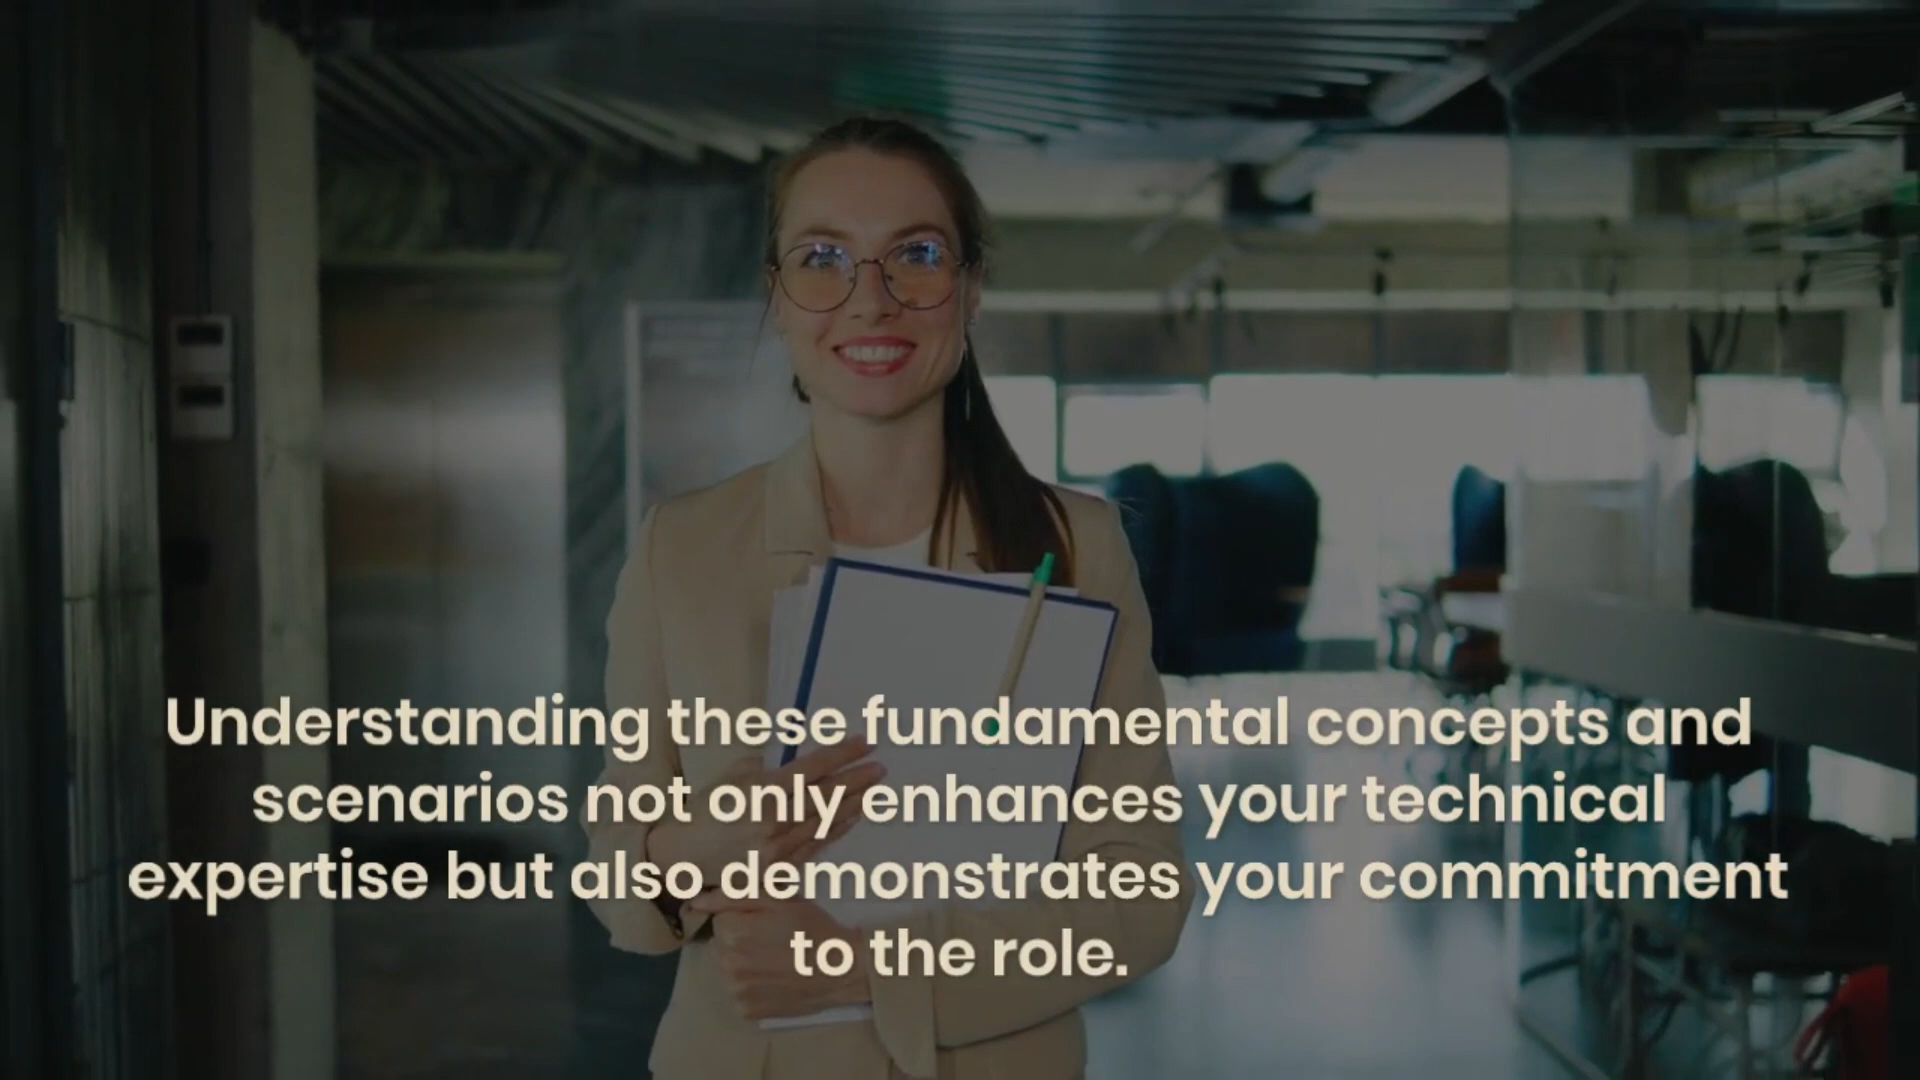 Understanding these fundamental concepts and
scenarios not only enhances your technical
expertise but also demonstrates your commitment
to the role.